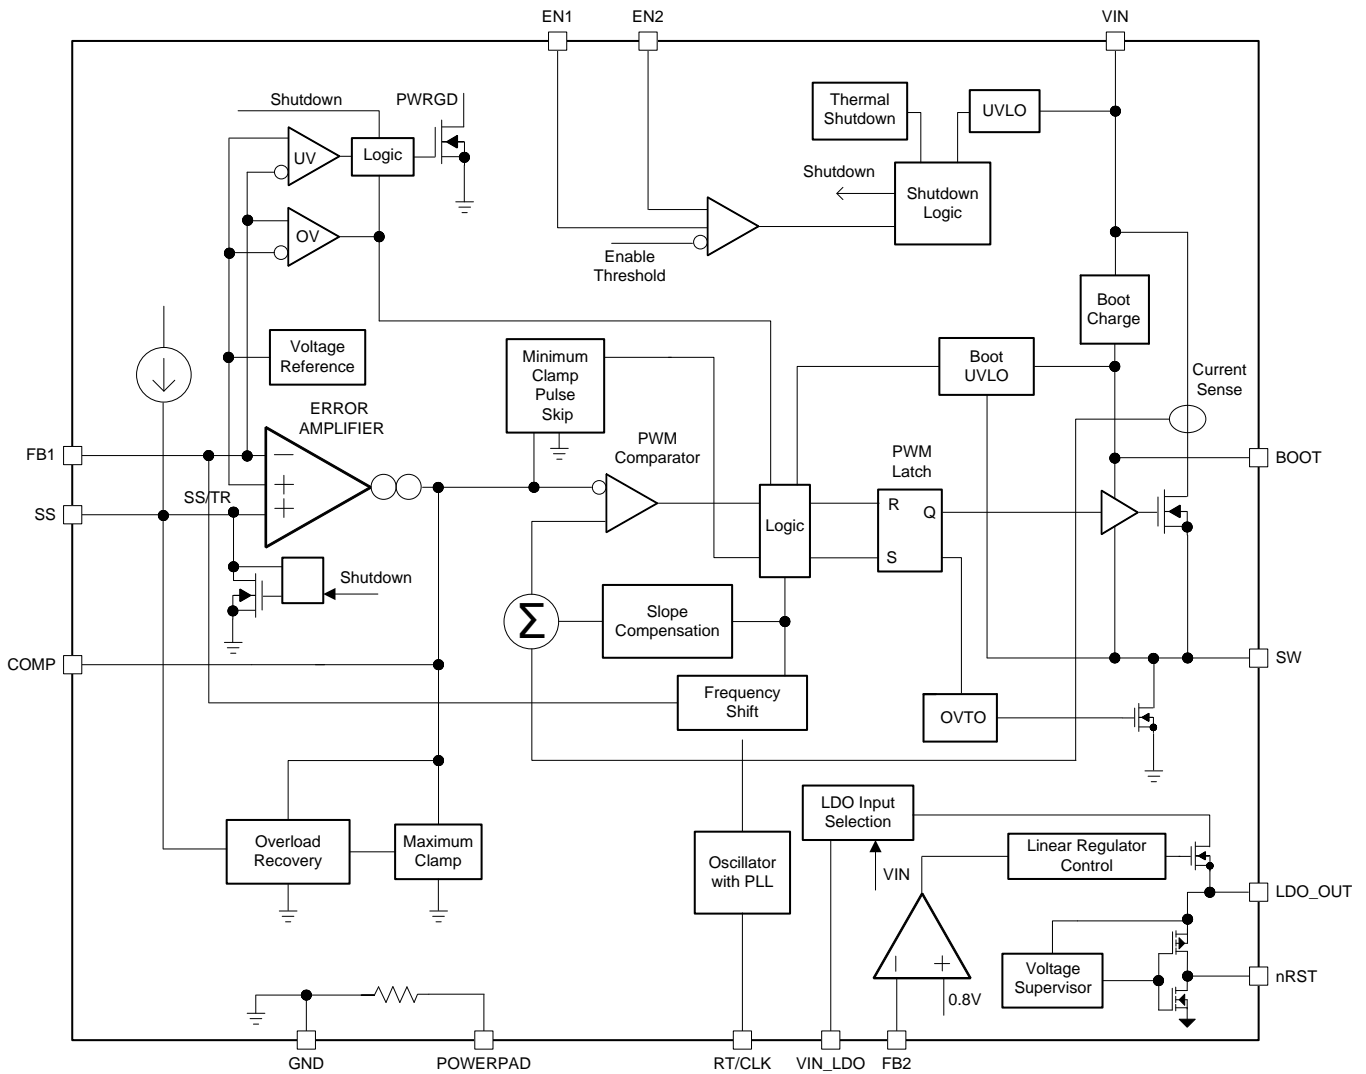 EN1
EN2
VIN
Shutdown
PWRGD
Thermal
Shutdown
UVLO
UV
Logic
Shutdown
Shutdown
Logic
OV
Enable
Threshold
Boot
Charge
Voltage
Reference
Minimum
Clamp
Pulse
Skip
Boot
UVLO
Current
Sense
ERROR
AMPLIFIER
PWM
Comparator
PWM
Latch
FB1
−
+
+
BOOT
SS/TR
SS
Logic
R
Q
S
Shutdown
Σ
Slope
Compensation
COMP
SW
Frequency
Shift
OVTO
LDO Input
Selection
Overload
Recovery
Maximum
Clamp
Oscillator
with PLL
VIN
Linear Regulator
Control
LDO_OUT
−
+
0.8V
Voltage
Supervisor
nRST
GND
POWERPAD
RT/CLK
VIN_LDO
FB2